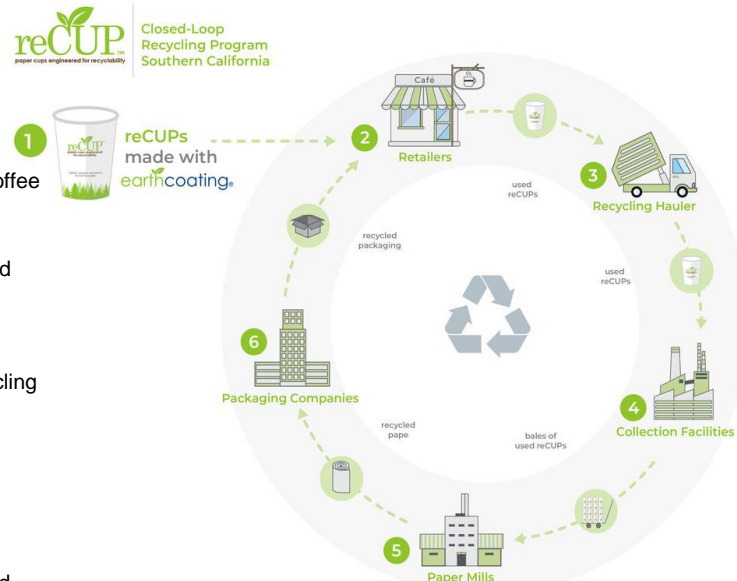 reCUP™
paper cups engineered for recyclability
Closed-Loop
Recycling Program
Southern California
1
reCUP
reCUPs
made with
earthcoating®
offee
d
cling
d
Café
2
Retailers
used
reCUPs
3
Recycling Hauler
used
reCUPs
4
Collection Facilities
bales of
used reCUPs
5
Paper Mills
recycled
pape
6
Packaging Companies
recycled
packaging